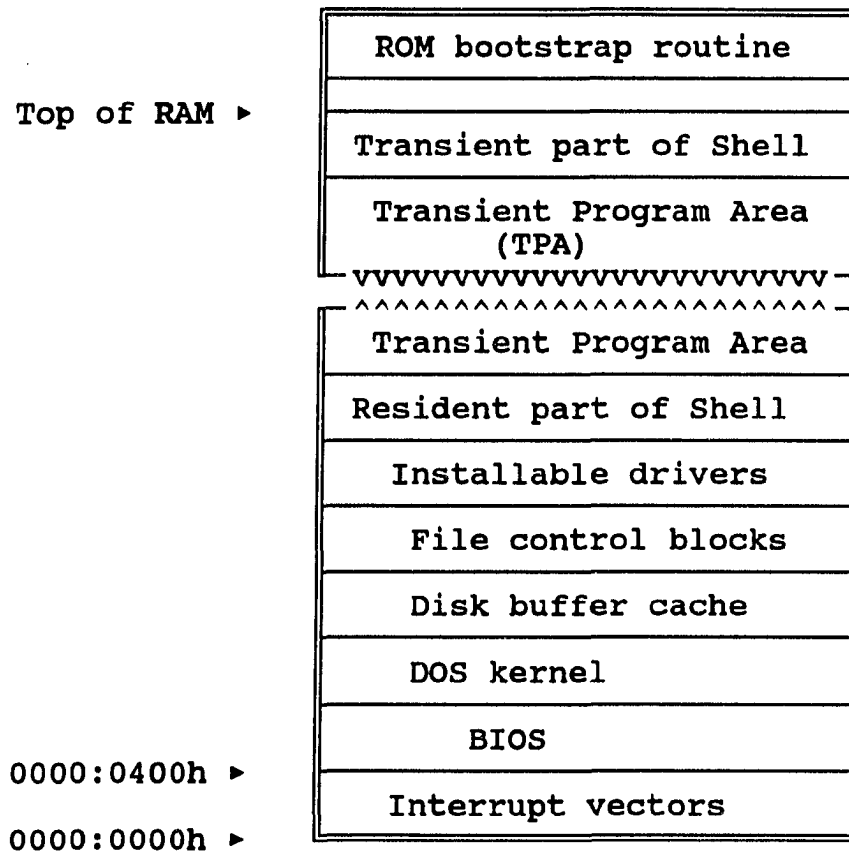 ROM bootstrap routine
Top of RAM ►
Transient part of Shell
Transient Program Area
(TPA)
VVVVVVVVVVVVVVVVVVVVVVVV
^^^^^^^^^^^^^^^^^^^^^^^^
Transient Program Area
Resident part of Shell
Installable drivers
File control blocks
Disk buffer cache
DOS kernel
BIOS
0000:0400h ►
Interrupt vectors
0000:0000h ►